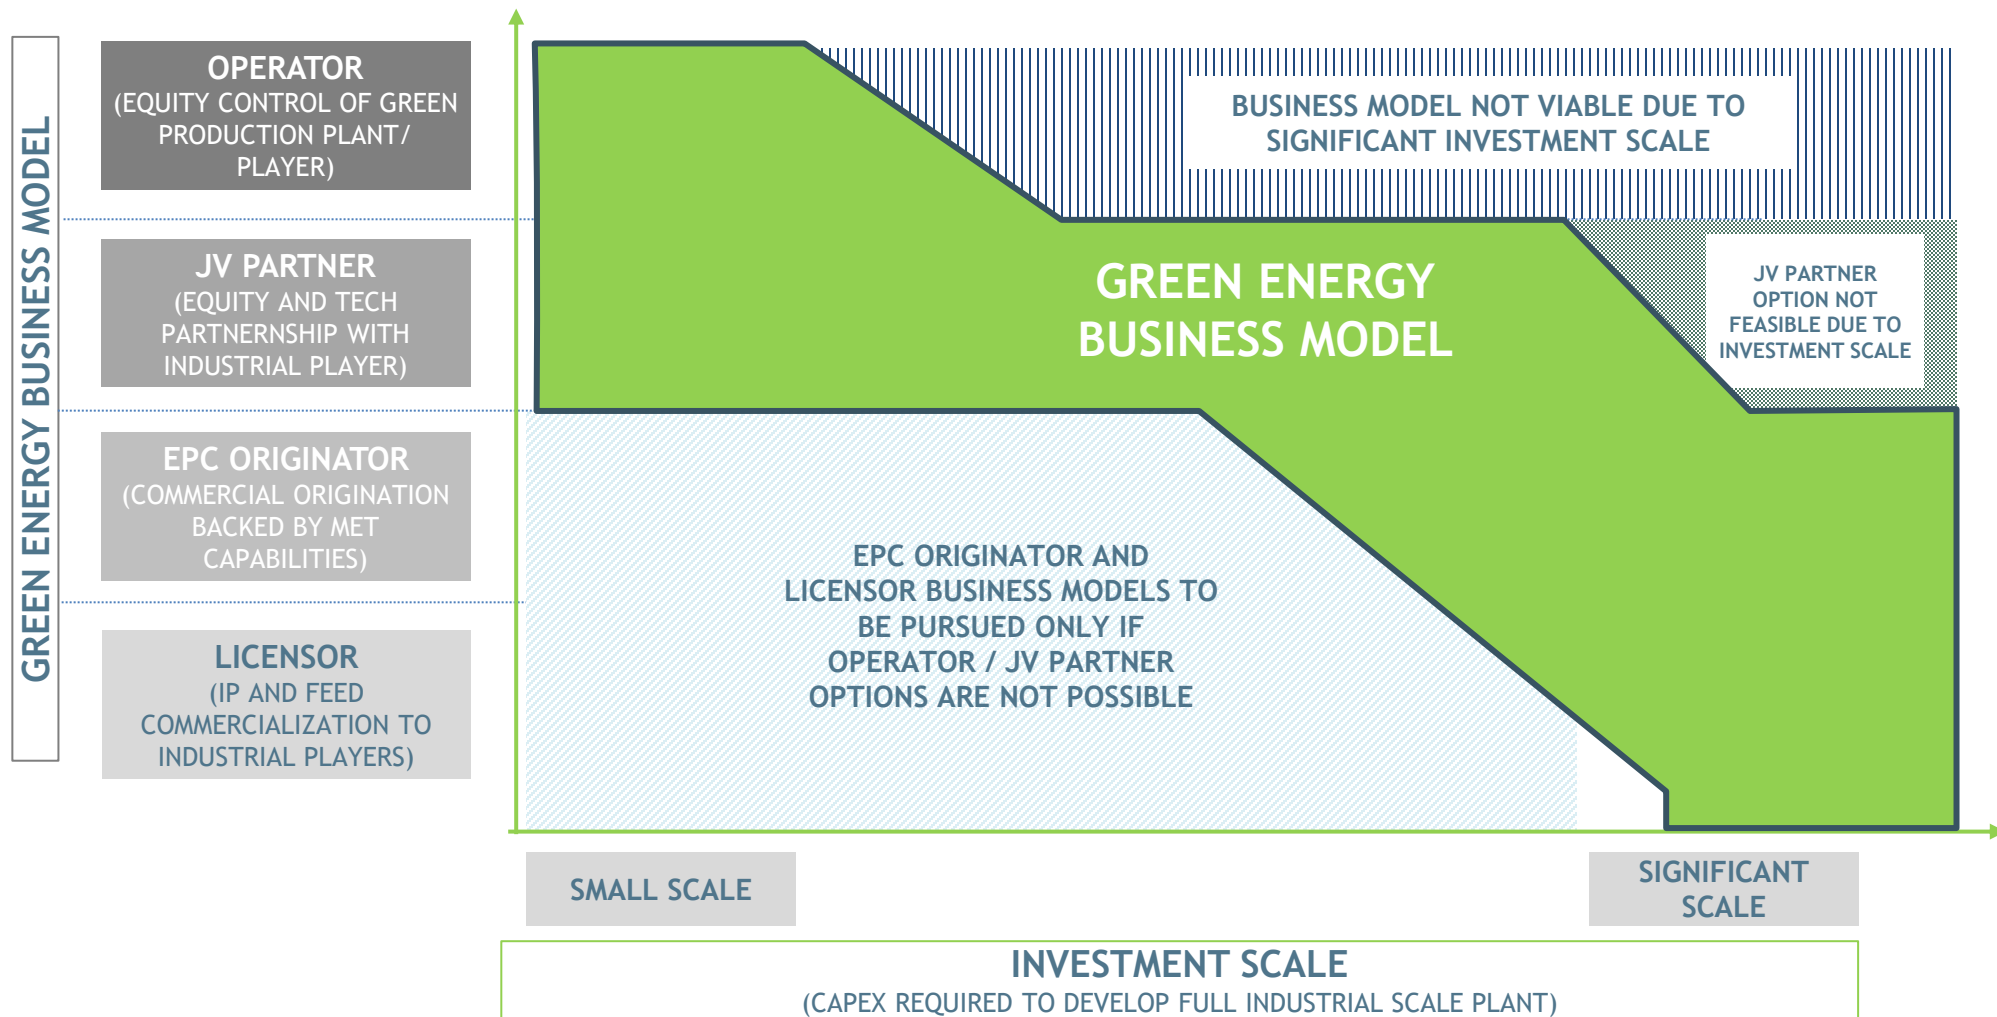 GREEN ENERGY BUSINESS MODEL
OPERATOR
(EQUITY CONTROL OF GREEN
PRODUCTION PLANT/
PLAYER)
JV PARTNER
(EQUITY AND TECH
PARTNERNSHIP WITH
INDUSTRIAL PLAYER)
EPC ORIGINATOR
(COMMERCIAL ORIGINATION
BACKED BY MET
CAPABILITIES)
LICENSOR
(IP AND FEED
COMMERCIALIZATION TO
INDUSTRIAL PLAYERS)
BUSINESS MODEL NOT VIABLE DUE TO
SIGNIFICANT INVESTMENT SCALE
GREEN ENERGY
BUSINESS MODEL
JV PARTNER
OPTION NOT
FEASIBLE DUE TO
INVESTMENT SCALE
EPC ORIGINATOR AND
LICENSOR BUSINESS MODELS TO
BE PURSUED ONLY IF
OPERATOR / JV PARTNER
OPTIONS ARE NOT POSSIBLE
SMALL SCALE
SIGNIFICANT
SCALE
INVESTMENT SCALE
(CAPEX REQUIRED TO DEVELOP FULL INDUSTRIAL SCALE PLANT)